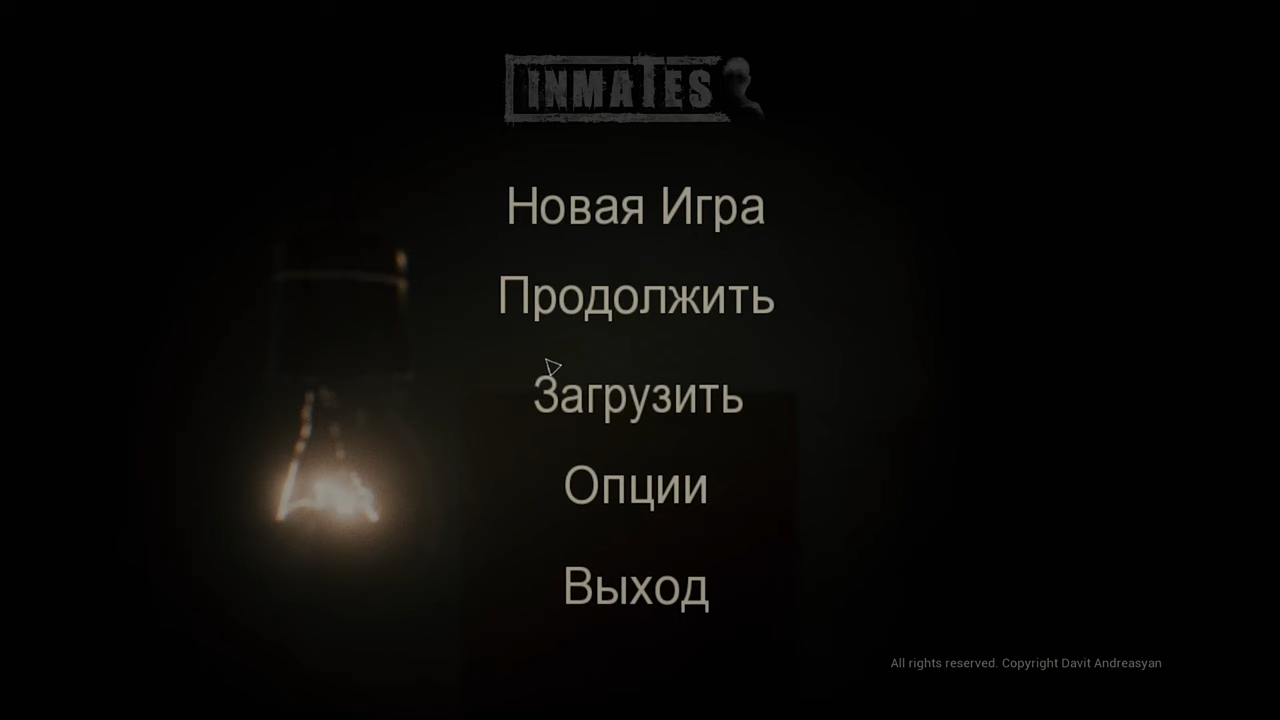 INMATES
Новая Игра
Продолжить
Загрузить
Опции
Выход
All rights reserved. Copyright Davit Andreasyan